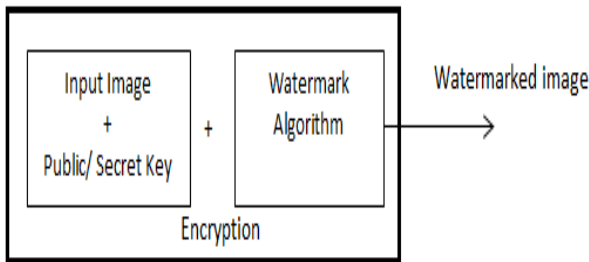 Input Image
+
Public/ Secret Key
+
Watermark
Algorithm
Encryption
Watermarked image